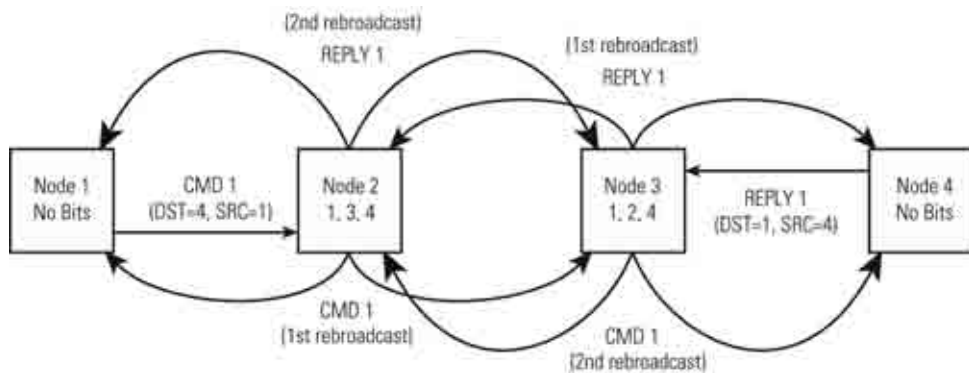 (2nd rebroadcast)
REPLY 1
(1st rebroadcast)
REPLY 1
Node 1
No Bits
CMD 1
(DST=4, SRC=1)
Node 2
1, 3, 4
Node 3
1, 2, 4
REPLY 1
(DST=1, SRC=4)
Node 4
No Bits
CMD 1
(1st rebroadcast)
CMD 1
(2nd rebroadcast)